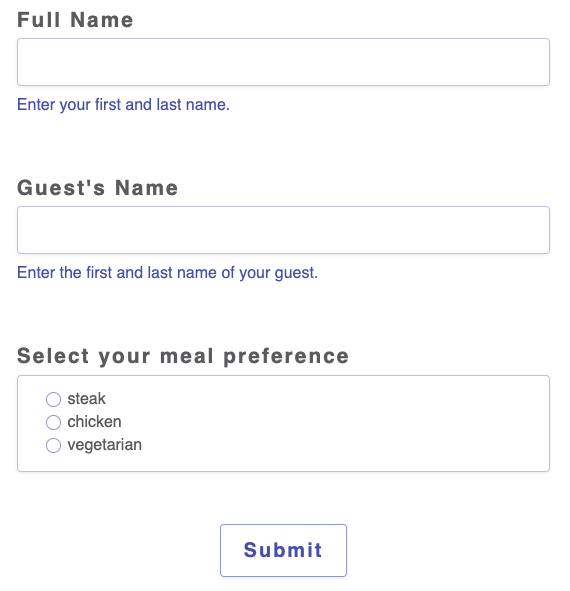 Full Name
Enter your first and last name.
Guest's Name
Enter the first and last name of your guest.
Select your meal preference
steak
chicken
vegetarian
Submit